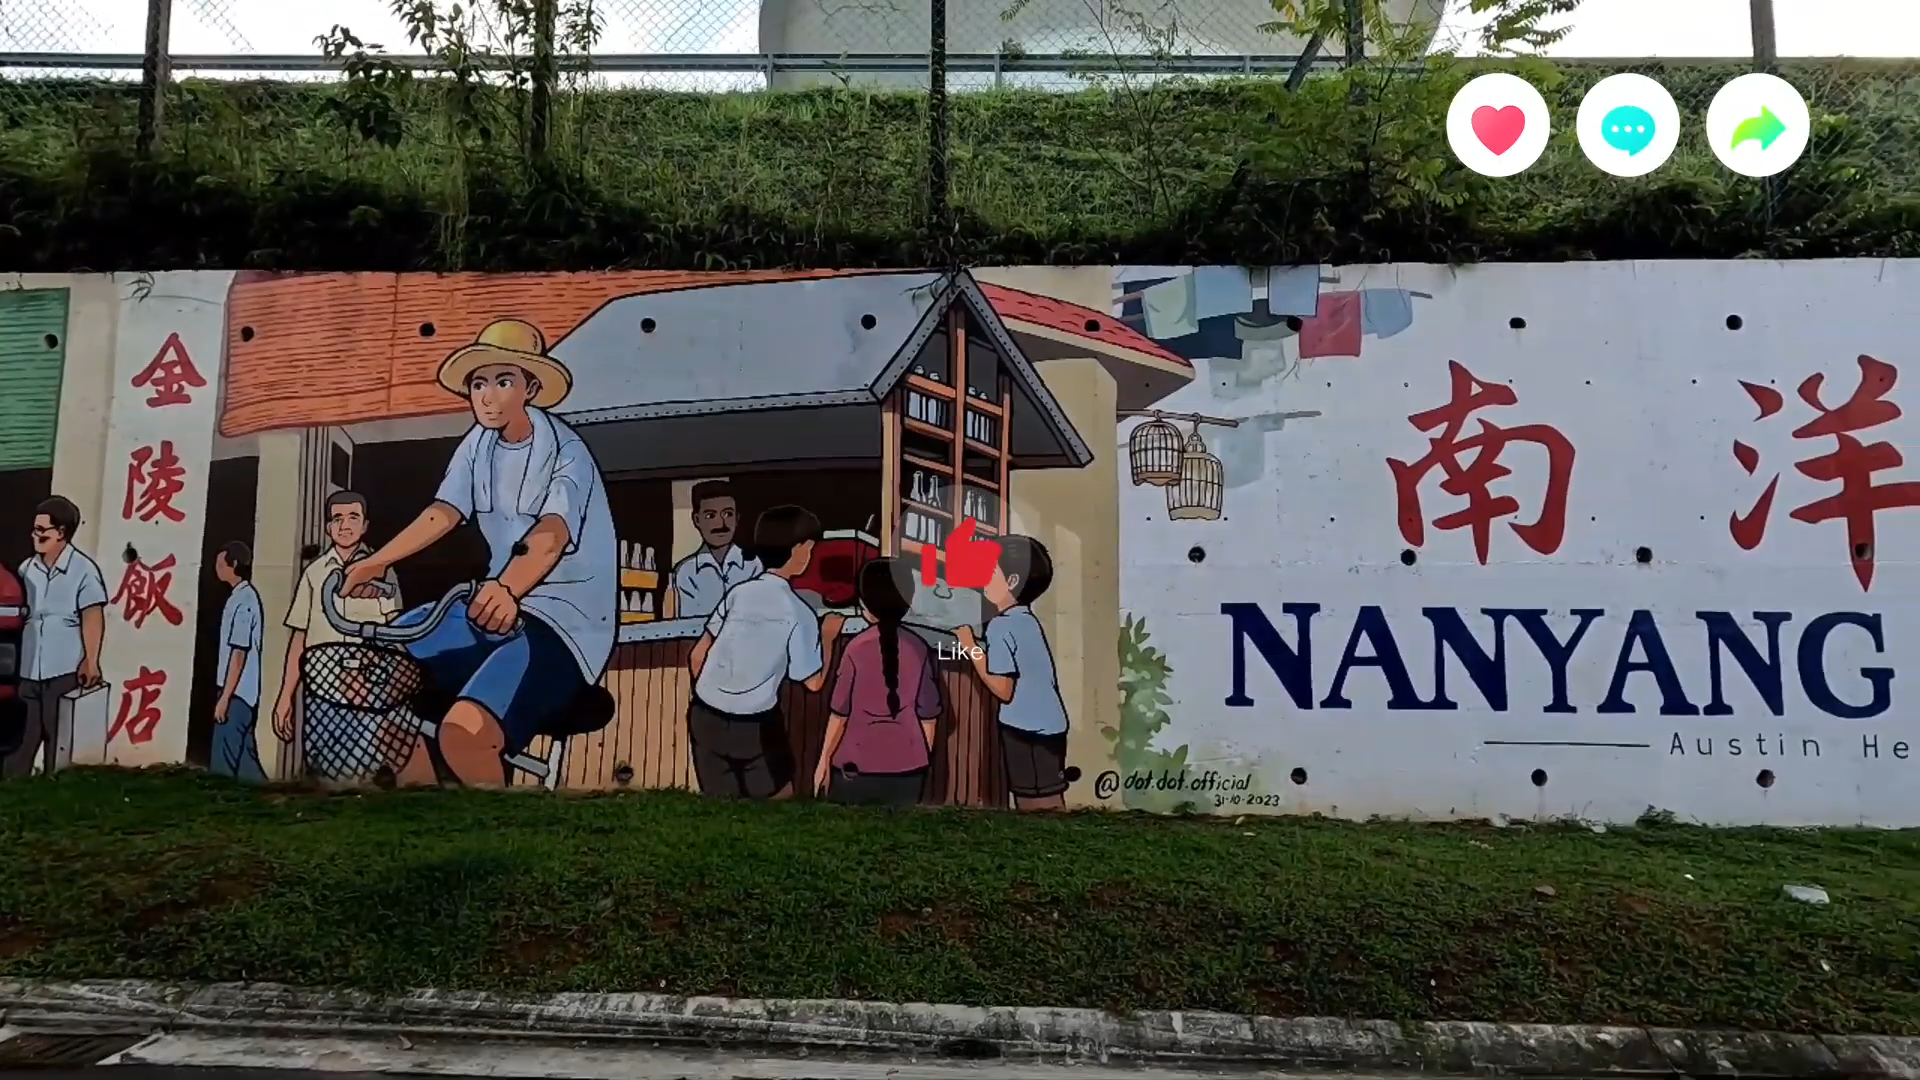 金陵飯店
南洋
NANYANG
Austin He
@dot.dot.official
31-10-2023
Like